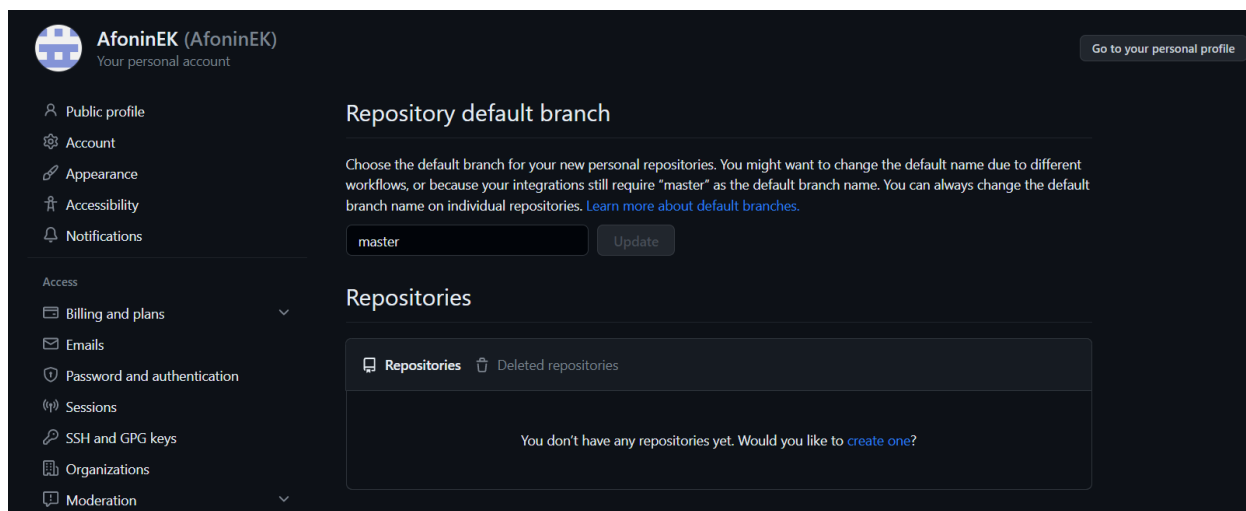 AfoninEK (AfoninEK)
Your personal account
Go to your personal profile
Public profile
Account
Appearance
Accessibility
Notifications
Access
Billing and plans
Emails
Password and authentication
Sessions
SSH and GPG keys
Organizations
Moderation
Repository default branch
Choose the default branch for your new personal repositories. You might want to change the default name due to different
workflows, or because your integrations still require “master” as the default branch name. You can always change the default
branch name on individual repositories. Learn more about default branches.
master
Update
Repositories
Repositories Deleted repositories
You don’t have any repositories yet. Would you like to create one?